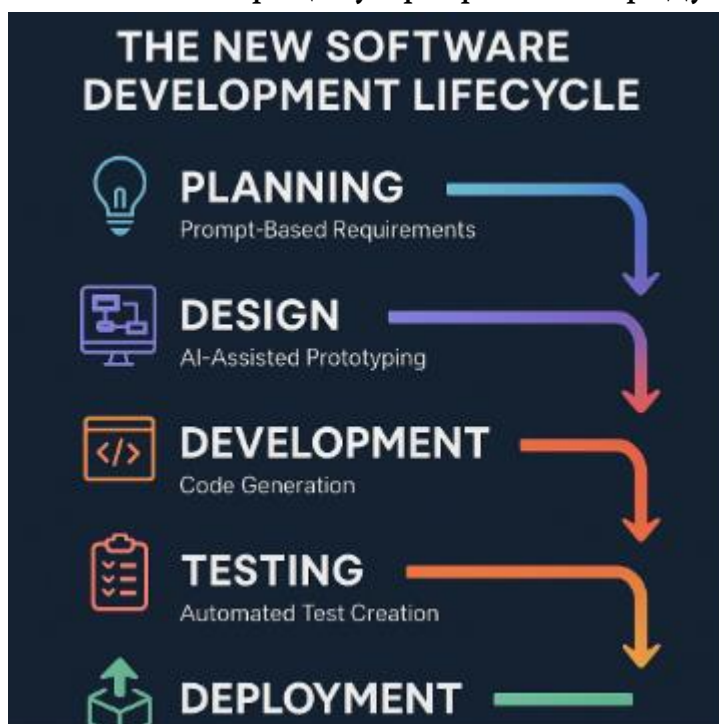 THE NEW SOFTWARE
DEVELOPMENT LIFECYCLE
PLANNING
Prompt-Based Requirements
DESIGN
AI-Assisted Prototyping
</>
DEVELOPMENT
Code Generation
TESTING
Automated Test Creation
DEPLOYMENT